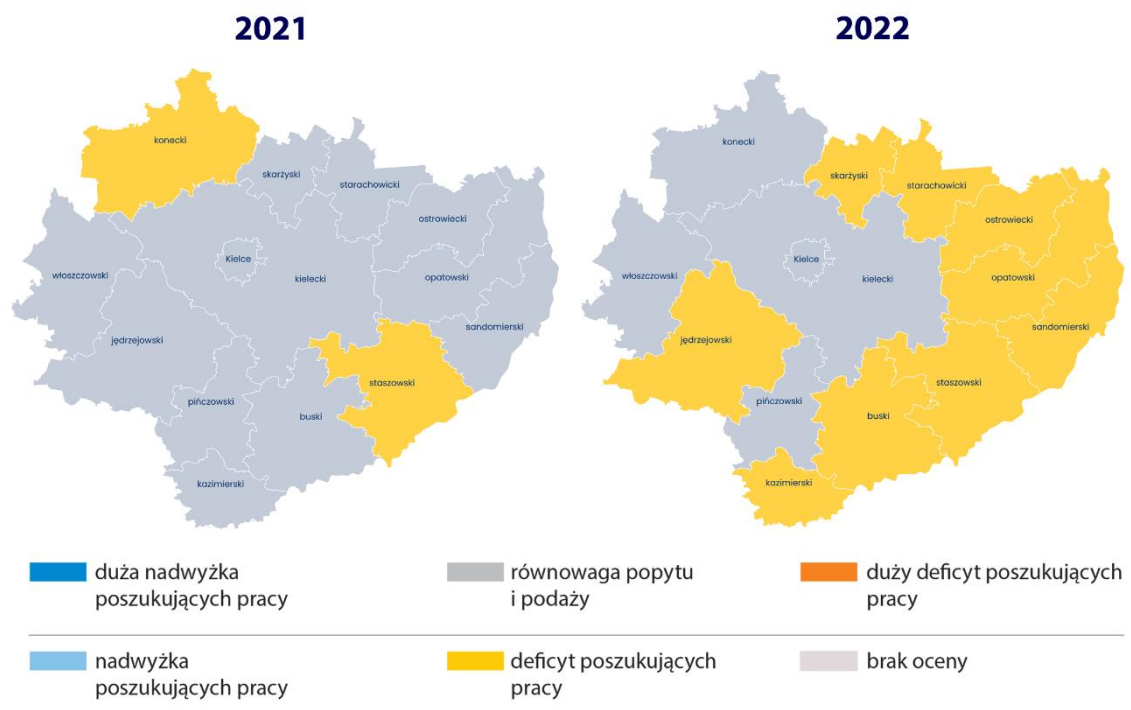 2021
2022
konecki
skarżyski
starachowicki
ostrowiecki
Kielce
włoszczowski
kielecki
opatowski
sandomierski
jędrzejowski
staszowski
pińczowski
buski
kazimierski
konecki
skarżyski
starachowicki
ostrowiecki
Kielce
włoszczowski
kielecki
opatowski
sandomierski
jędrzejowski
staszowski
pińczowski
buski
kazimierski
duża nadwyżka
poszukujących pracy
równowaga popytu
i podaży
duży deficyt poszukujących
pracy
nadwyżka
poszukujących pracy
deficyt poszukujących
pracy
brak oceny